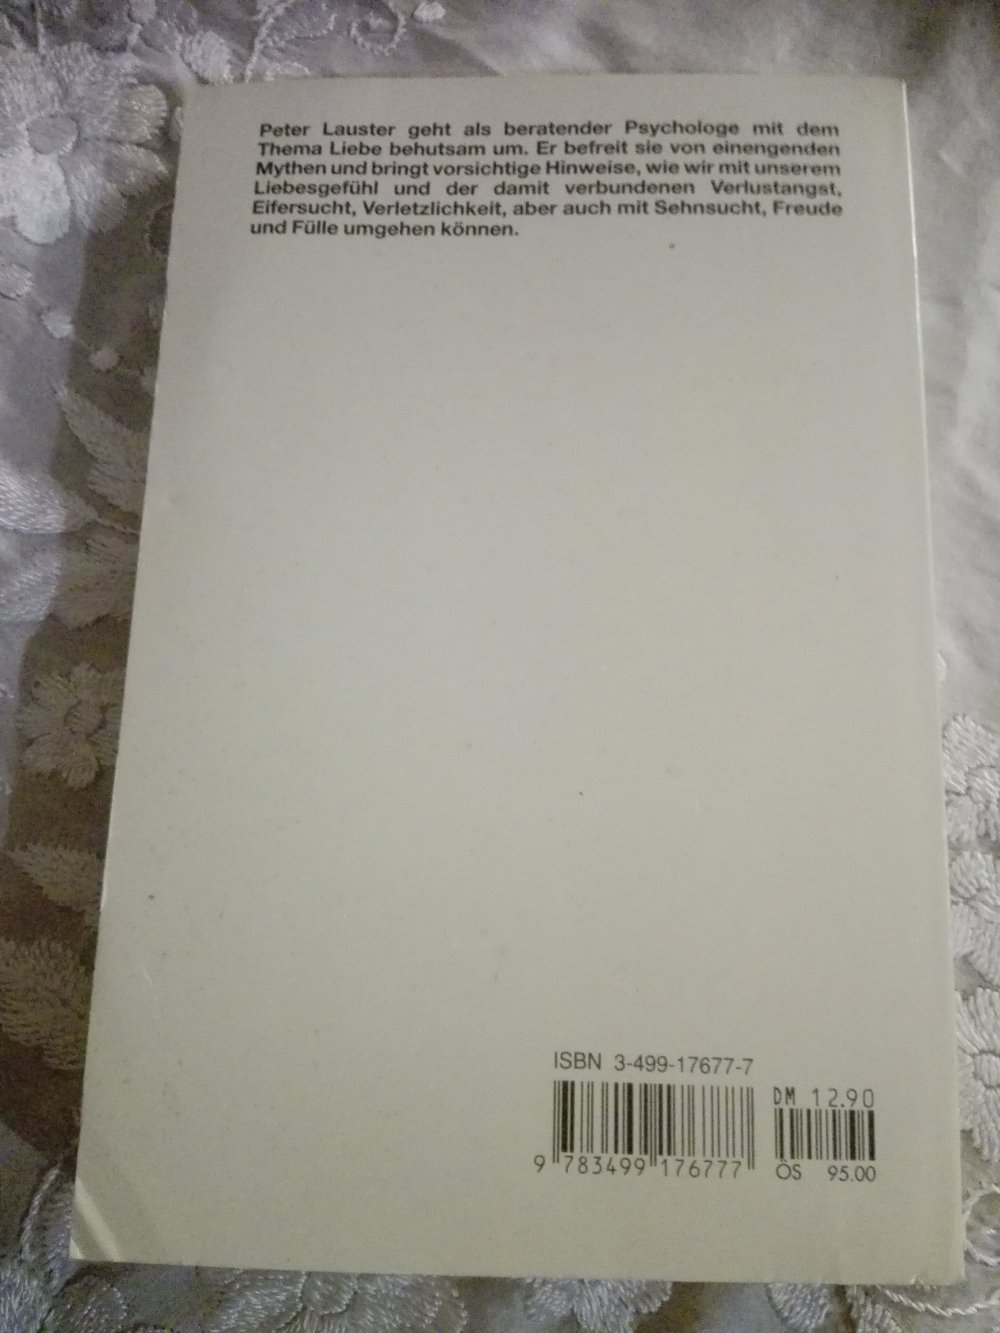 Peter Lauster geht als beratender Psychologe mit dem
Thema Liebe behutsam um. Er befreit sie von einengenden
Mythen und bringt vorsichtige Hinweise, wie wir mit unserem
Liebesgefühl und der damit verbundenen Verlustangst,
Eifersucht, Verletzlichkeit, aber auch mit Sehnsucht, Freude
und Fülle umgehen können.
ISBN 3-499-17677-7
DM 12.90
9 783499 176777
ÖS 95.00